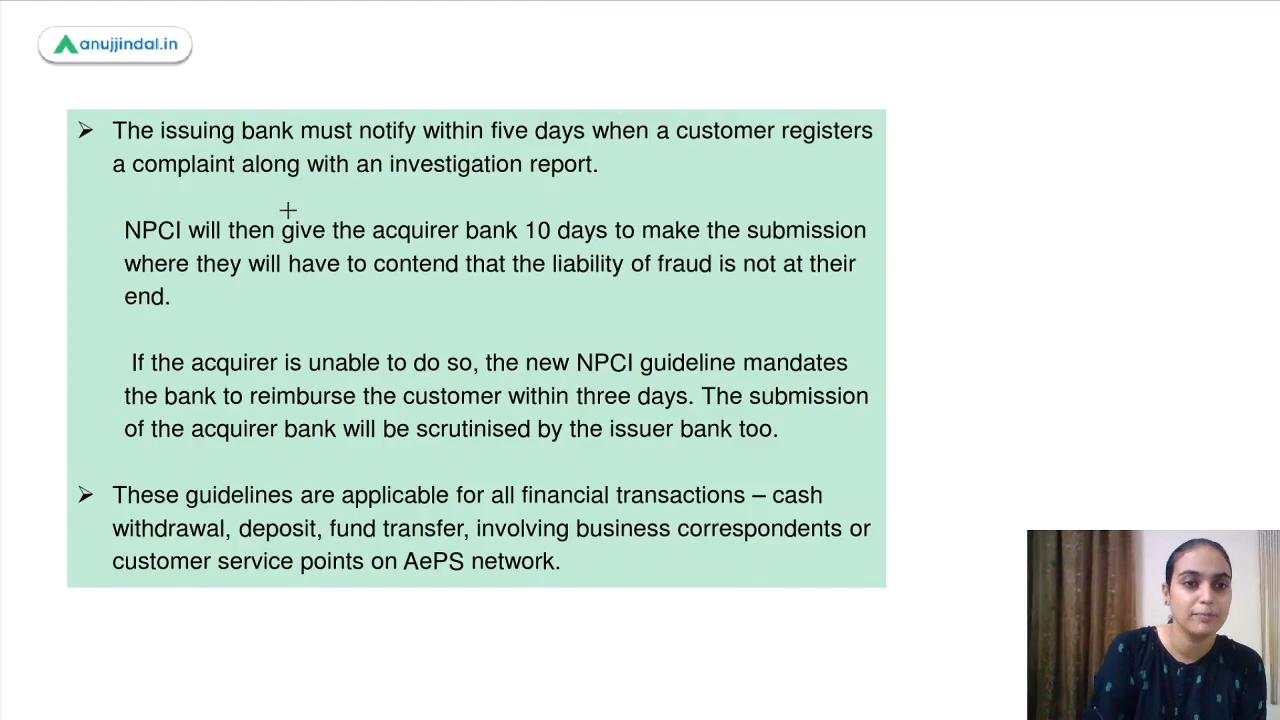 anujjindal.in
➢ The issuing bank must notify within five days when a customer registers
a complaint along with an investigation report.
NPCI will then give the acquirer bank 10 days to make the submission
where they will have to contend that the liability of fraud is not at their
end.
If the acquirer is unable to do so, the new NPCI guideline mandates
the bank to reimburse the customer within three days. The submission
of the acquirer bank will be scrutinised by the issuer bank too.
➢ These guidelines are applicable for all financial transactions – cash
withdrawal, deposit, fund transfer, involving business correspondents or
customer service points on AePS network.